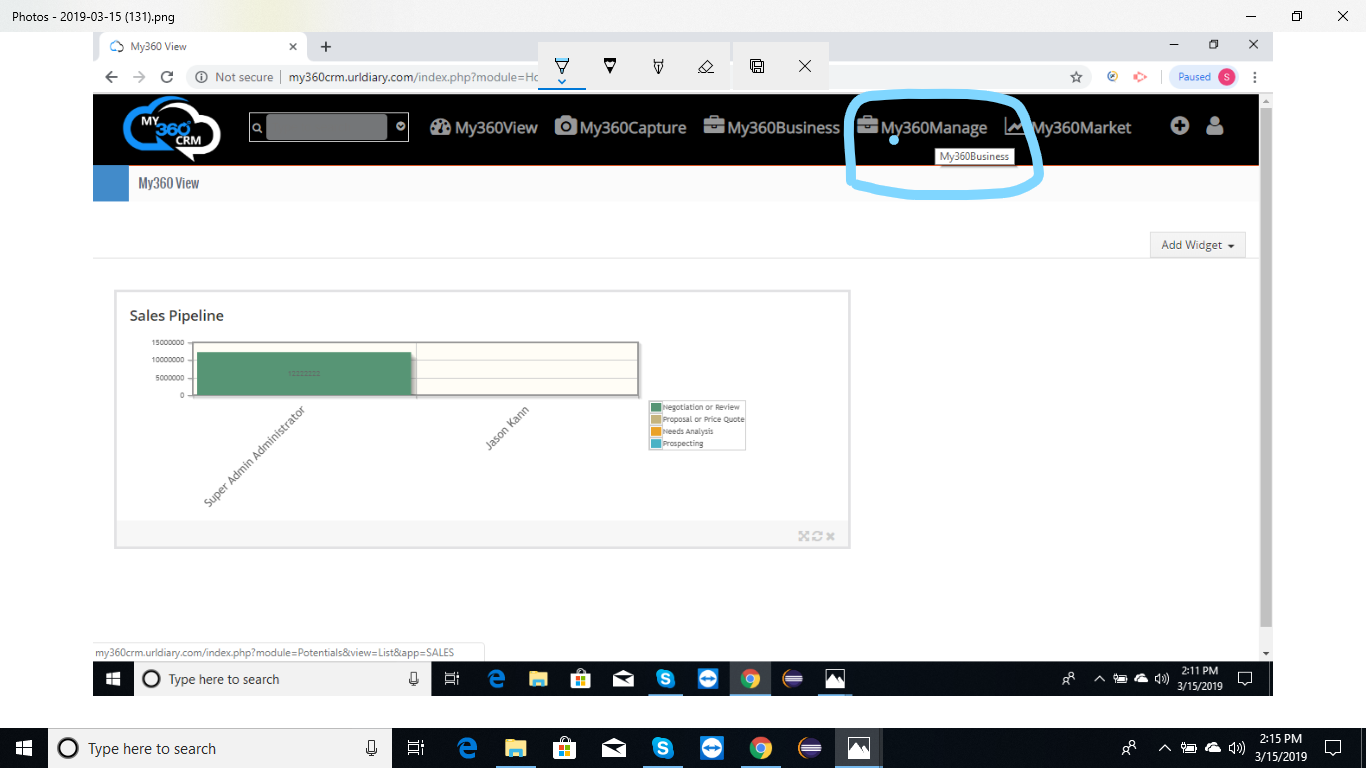 Photos - 2019-03-15 (131).png
My360 View
Not secure my360crm.urldiary.com/index.php?module=Hc
Paused S
MY 360° CRM
My360View My360Capture My360Business My360Manage My360Market
My360Business
My360 View
Add Widget
Sales Pipeline
15000000
10000000
5000000
0
Super Admin Administrator
Jason Kann
Negotiation or Review
Proposal or Price Quote
Needs Analysis
Prospecting
my360crm.urldiary.com/index.php?module=Potentials&view=List&app=SALES
Type here to search
2:11 PM
3/15/2019
Type here to search
2:15 PM
3/15/2019